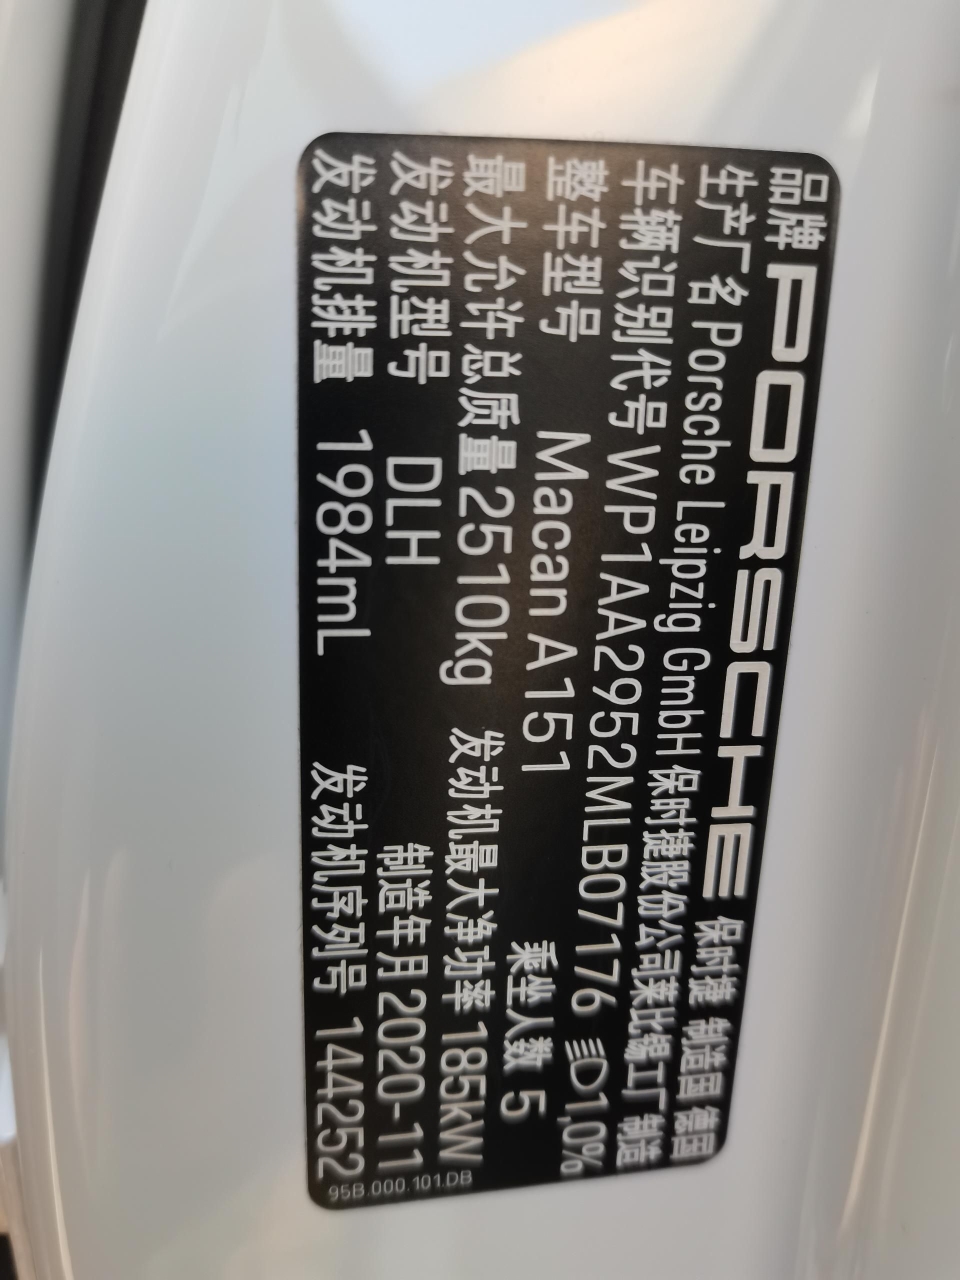 品牌 PORSCHE 保时捷 制造国 德国
生产厂名 Porsche Leipzig GmbH 保时捷股份公司莱比锡工厂 制造
车辆识别代号 WP1AA2952MLB07176 1,0%
整车型号 Macan A151 乘坐人数 5
最大允许总质量 2510kg 发动机最大净功率 185kW
发动机型号 DLH 制造年月 2020-11
发动机排量 1984mL 发动机序列号 144252
95B.000.101.DB